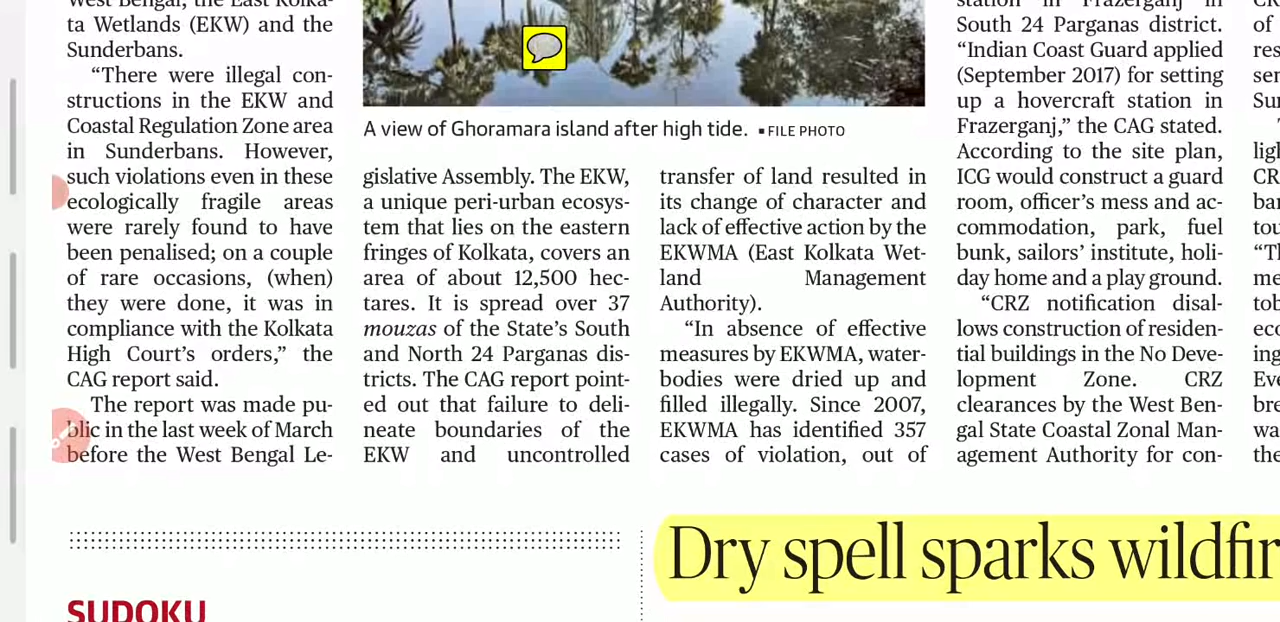 West Bengal, the East Kolka-
ta Wetlands (EKW) and the
Sunderbans.
“There were illegal con-
structions in the EKW and
Coastal Regulation Zone area
in Sunderbans. However,
such violations even in these
ecologically fragile areas
were rarely found to have
been penalised; on a couple
of rare occasions, (when)
they were done, it was in
compliance with the Kolkata
High Court’s orders,” the
CAG report said.
The report was made pu-
blic in the last week of March
before the West Bengal Le-
A view of Ghoramara island after high tide. ▪ FILE PHOTO
gislative Assembly. The EKW,
a unique peri-urban ecosys-
tem that lies on the eastern
fringes of Kolkata, covers an
area of about 12,500 hec-
tares. It is spread over 37
mouzas of the State’s South
and North 24 Parganas dis-
tricts. The CAG report point-
ed out that failure to deli-
neate boundaries of the
EKW and uncontrolled
transfer of land resulted in
its change of character and
lack of effective action by the
EKWMA (East Kolkata Wet-
land Management
Authority).
“In absence of effective
measures by EKWMA, water-
bodies were dried up and
filled illegally. Since 2007,
EKWMA has identified 357
cases of violation, out of
station in Frazerganj in
South 24 Parganas district.
“Indian Coast Guard applied
(September 2017) for setting
up a hovercraft station in
Frazerganj,” the CAG stated.
According to the site plan,
ICG would construct a guard
room, officer’s mess and ac-
commodation, park, fuel
bunk, sailors’ institute, holi-
day home and a play ground.
“CRZ notification disal-
lows construction of residen-
tial buildings in the No Deve-
lopment Zone. CRZ
clearances by the West Ben-
gal State Coastal Zonal Man-
agement Authority for con-
of
Dry spell sparks wildfir
SUDOKU